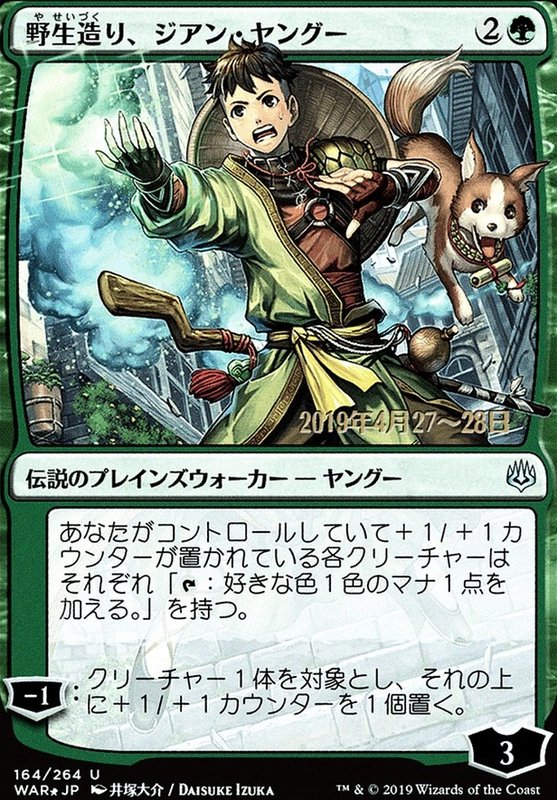 やせいづく
野生造り、ジアン・ヤングー 2
2019年4月27~28日
伝説のプレインズウォーカー — ヤングー
あなたがコントロールしていて+1/+1カ
ウンターが置かれている各クリーチャーは
それぞれ「:好きな色1色のマナ1点を
加える。」を持つ。
-1:クリーチャー1体を対象とし、それの上
に+1/+1カウンターを1個置く。
3
164/264 U
WAR★JP 井塚大介 / DAISUKE IZUKA
™ & © 2019 Wizards of the Coast